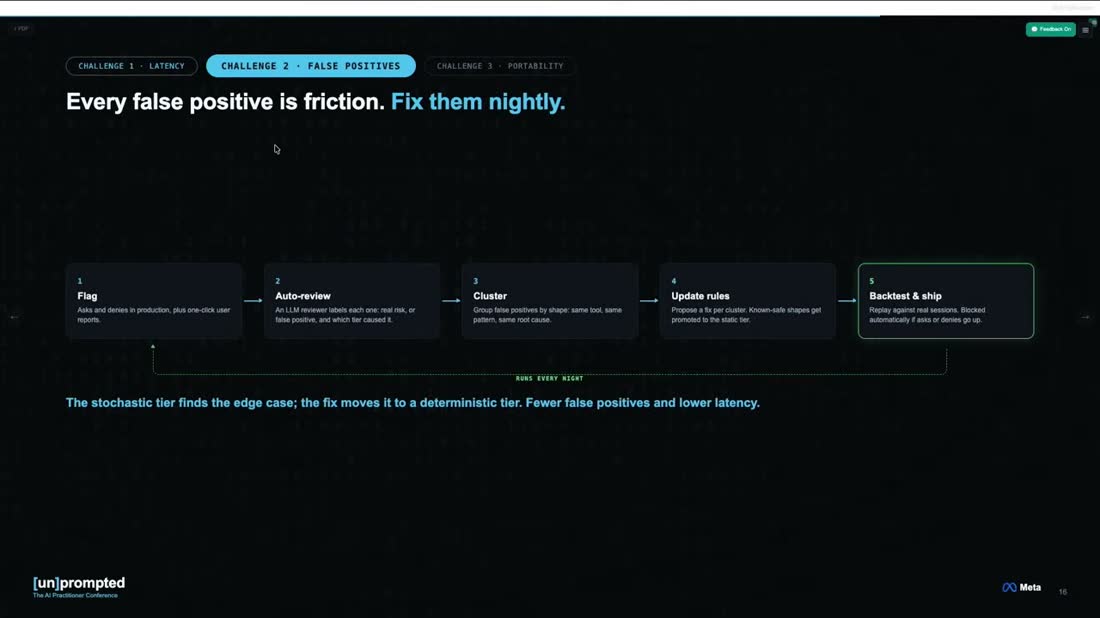 ‹ PDF
Feedback On
CHALLENGE 1 · LATENCY
CHALLENGE 2 · FALSE POSITIVES
CHALLENGE 3 · PORTABILITY
Every false positive is friction. Fix them nightly.
1
Flag
Asks and denies in production, plus one-click user
reports.
2
Auto-review
An LLM reviewer labels each one: real risk, or
false positive, and which tier caused it.
3
Cluster
Group false positives by shape: same tool, same
pattern, same root cause.
4
Update rules
Propose a fix per cluster. Known-safe shapes get
promoted to the static tier.
5
Backtest & ship
Replay against real sessions. Blocked
automatically if asks or denies go up.
RUNS EVERY NIGHT
The stochastic tier finds the edge case; the fix moves it to a deterministic tier. Fewer false positives and lower latency.
[un]prompted
The AI Practitioner Conference
Meta
16